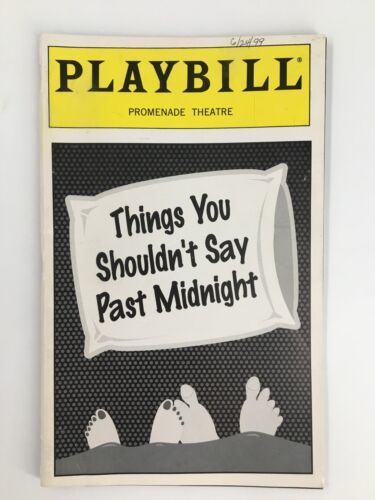 6/24/99
PLAYBILL®
PROMENADE THEATRE
Things You
Shouldn't Say
Past Midnight